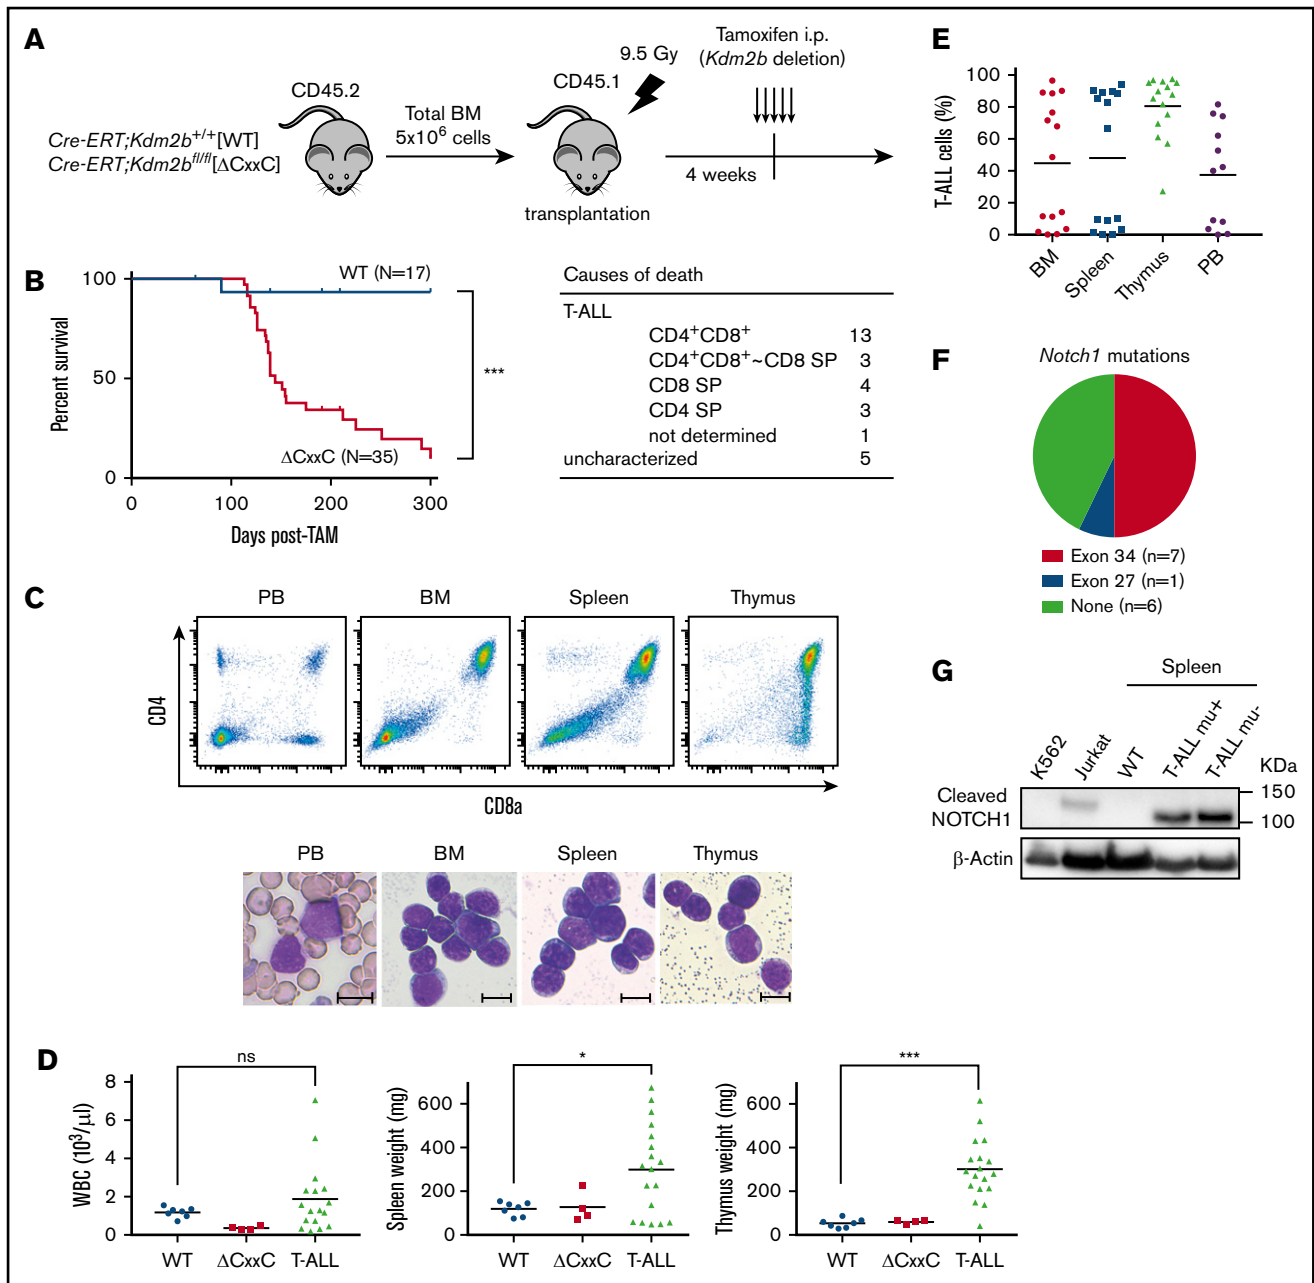 A
CD45.2
Cre-ERT;Kdm2b+/+[WT]
Cre-ERT;Kdm2bfl/fl[ΔCxxC]
Total BM
5x10⁶ cells
CD45.1
9.5 Gy
transplantation
Tamoxifen i.p.
(Kdm2b deletion)
4 weeks
B
Percent survival
100
50
0
0 100 200 300
Days post-TAM
WT (N=17)
ΔCxxC (N=35)
***
Causes of death
T-ALL
CD4+CD8+ 13
CD4+CD8+~CD8 SP 3
CD8 SP 4
CD4 SP 3
not determined 1
uncharacterized 5
C
PB BM Spleen Thymus
CD4
CD8a
PB BM Spleen Thymus
D
WBC (10³/µl)
8
6
4
2
0
ns
WT ΔCxxC T-ALL
Spleen weight (mg)
600
400
200
0
*
WT ΔCxxC T-ALL
Thymus weight (mg)
600
400
200
0
***
WT ΔCxxC T-ALL
E
T-ALL cells (%)
100
80
60
40
20
0
BM Spleen Thymus PB
F
Notch1 mutations
Exon 34 (n=7)
Exon 27 (n=1)
None (n=6)
G
Spleen
K562 Jurkat WT T-ALL mu+ T-ALL mu-
KDa
Cleaved
NOTCH1
150
100
β-Actin